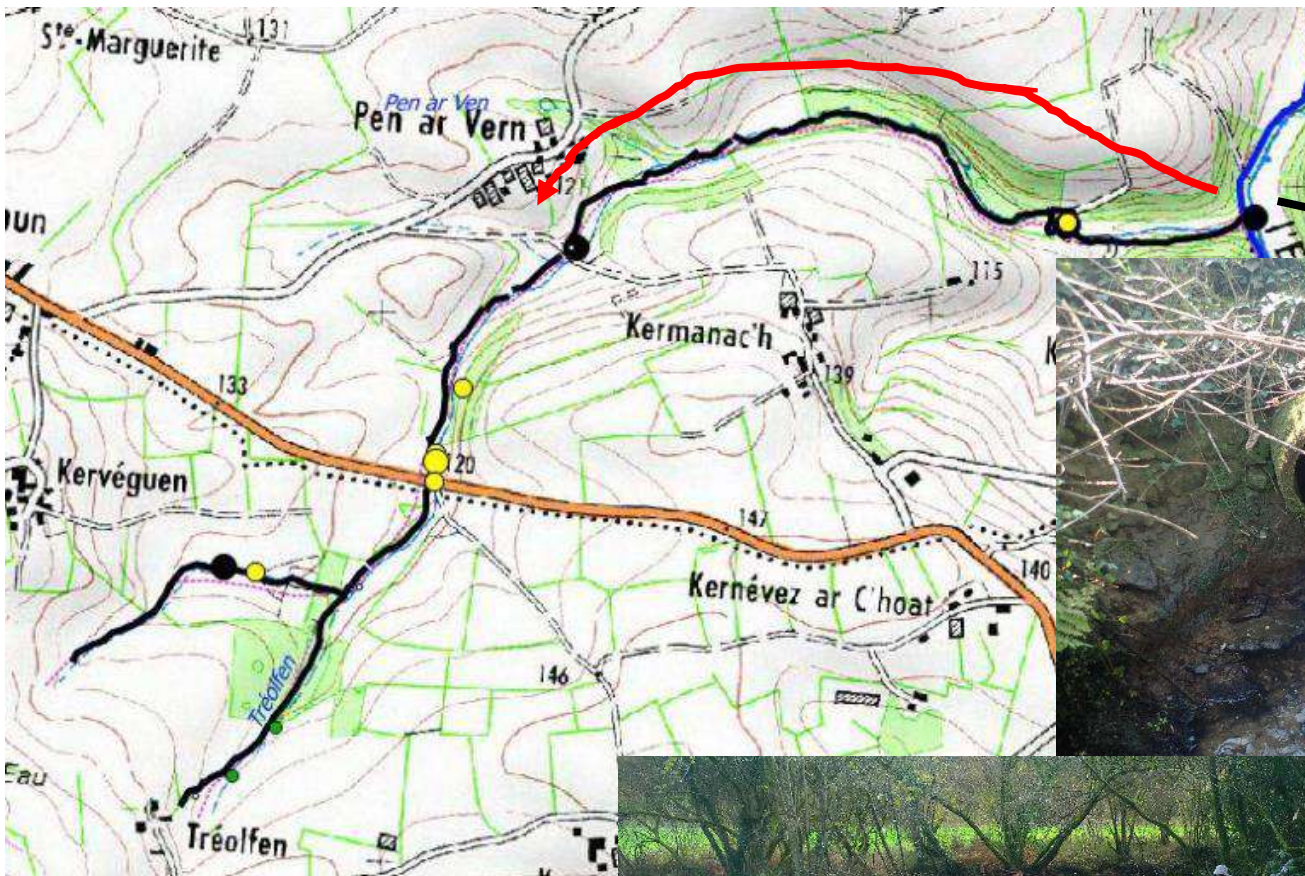 Ste-Marguerite
131
Pen ar Ven
Pen ar Vern
115
Kermanac'h
139
133
120
Kervéguen
147
140
Kernévez ar C'hoat
146
Tréolfen
Eau
Tréolfen